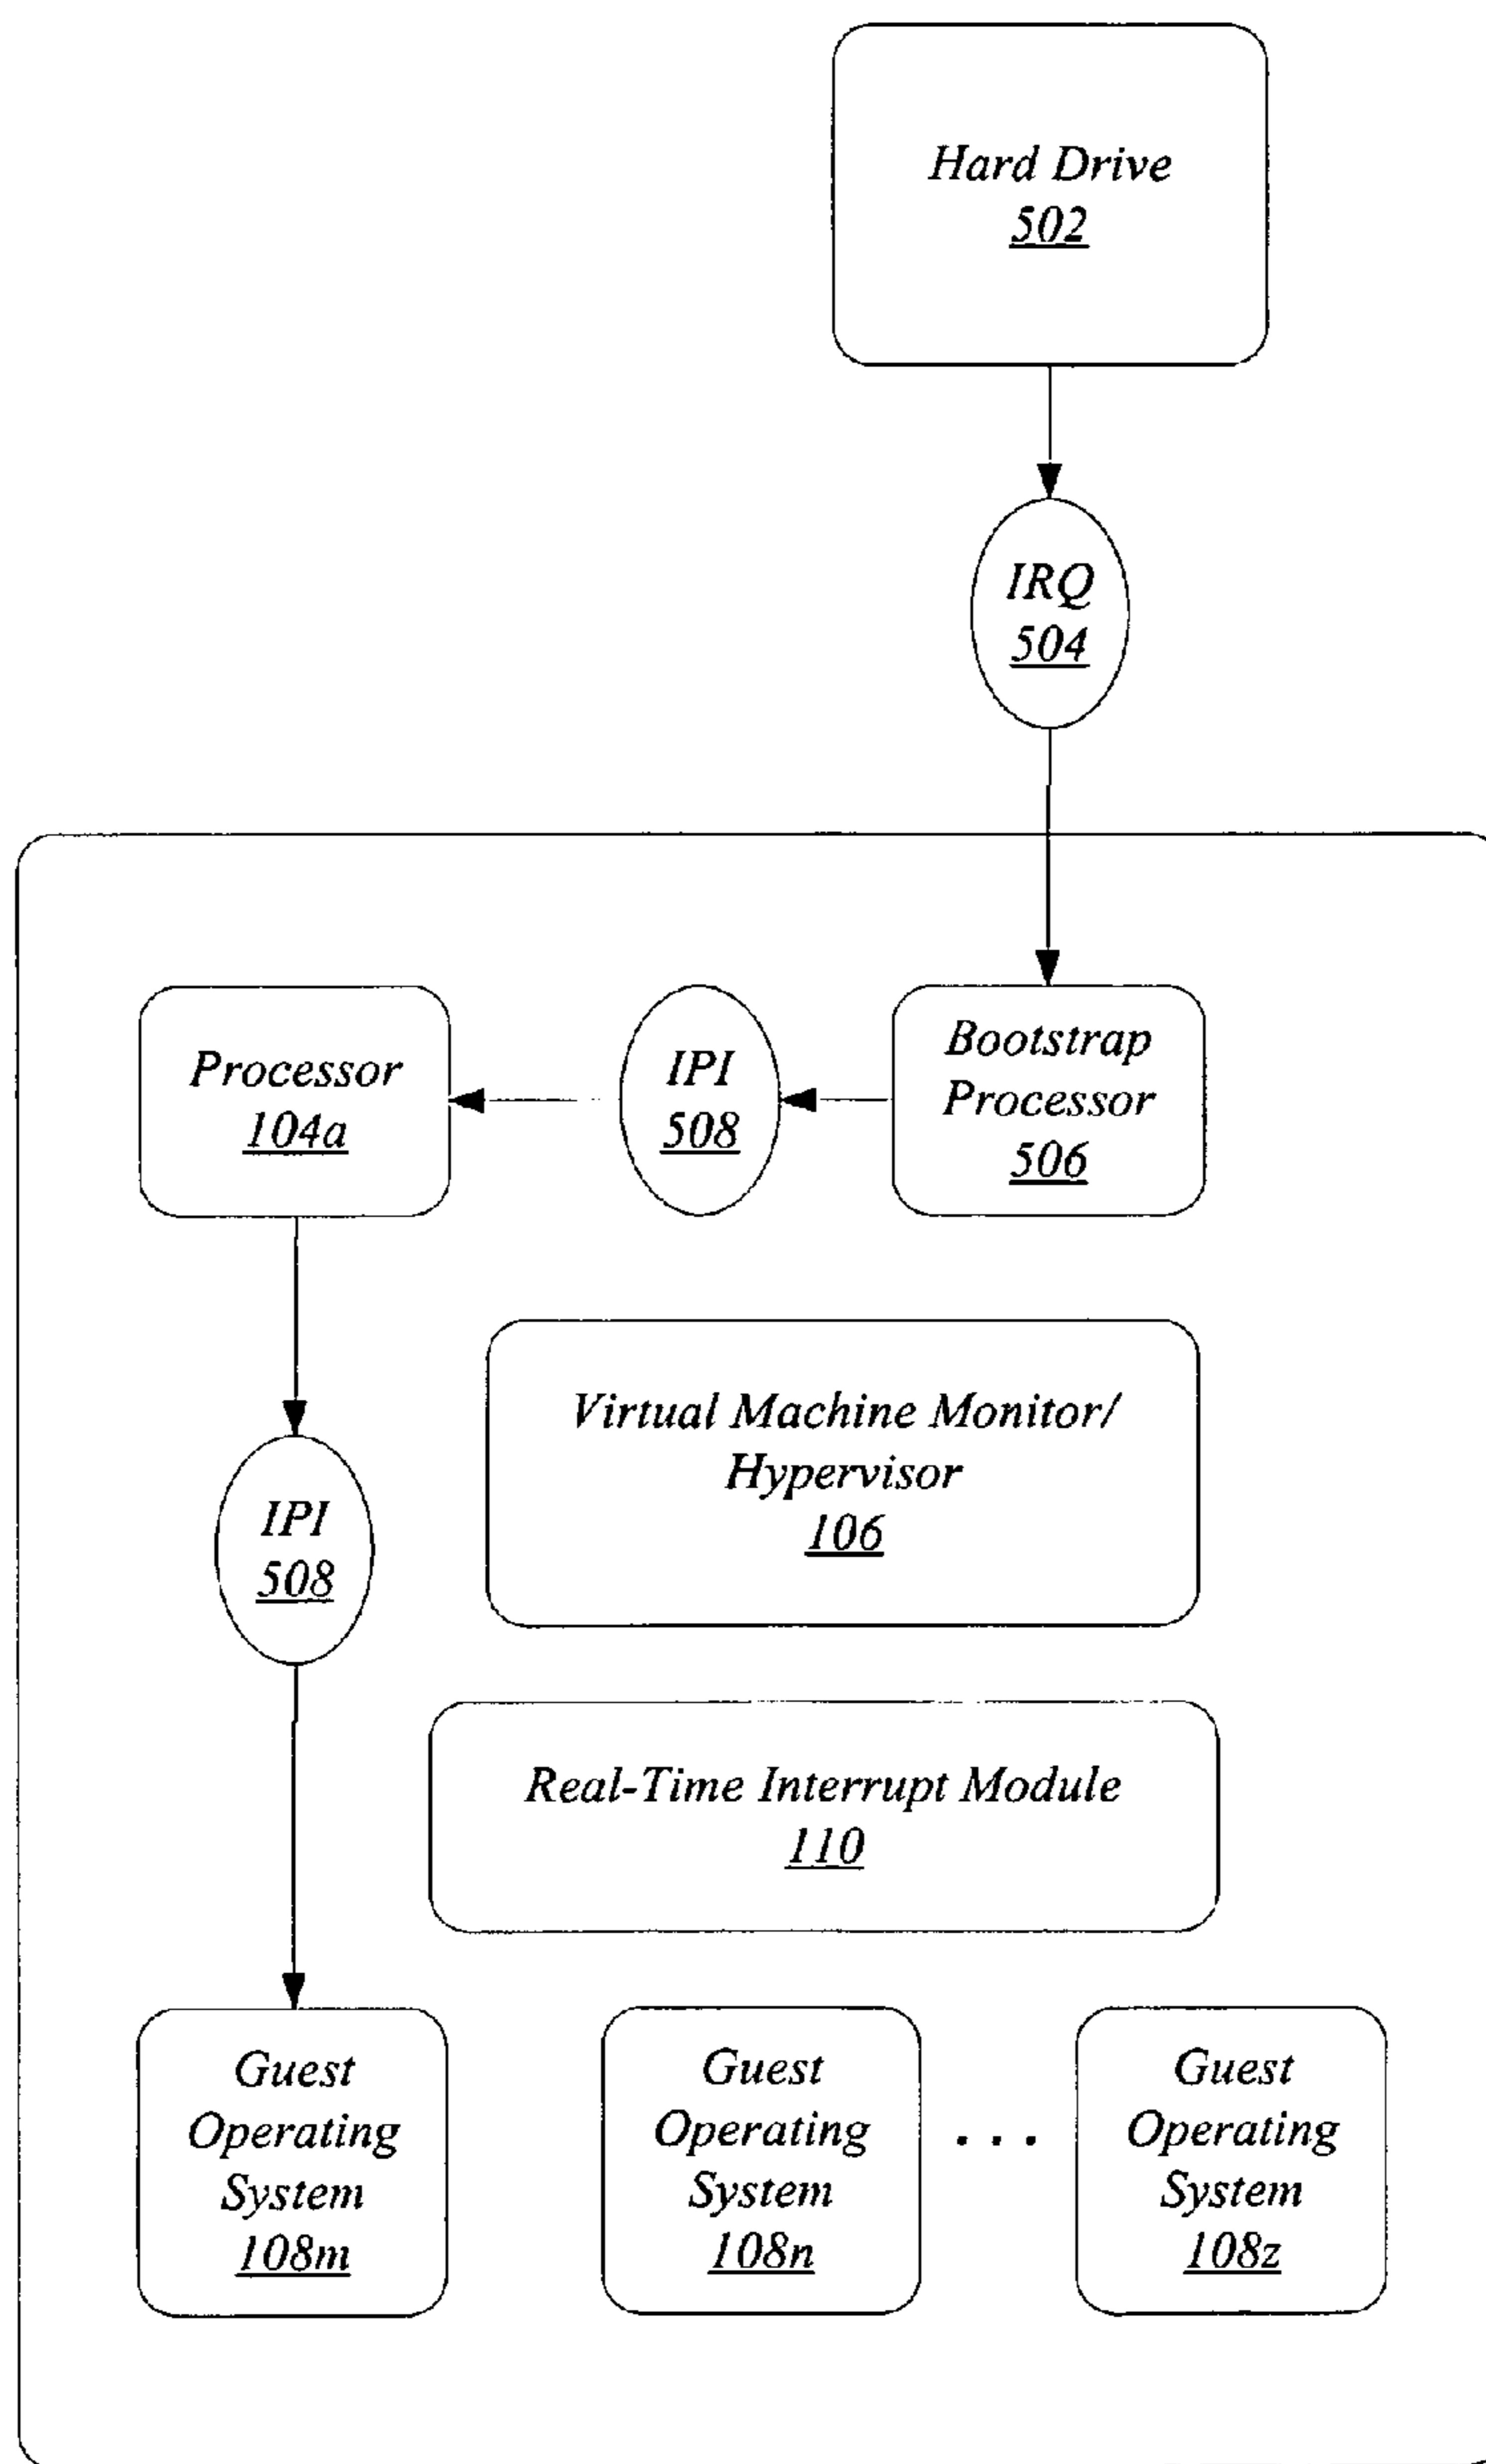 Hard Drive
502
IRQ
504
Processor
104a
IPI
508
Bootstrap
Processor
506
Virtual Machine Monitor/
Hypervisor
106
IPI
508
Real-Time Interrupt Module
110
Guest
Operating
System
108m
Guest
Operating
System
108n
. . .
Guest
Operating
System
108z